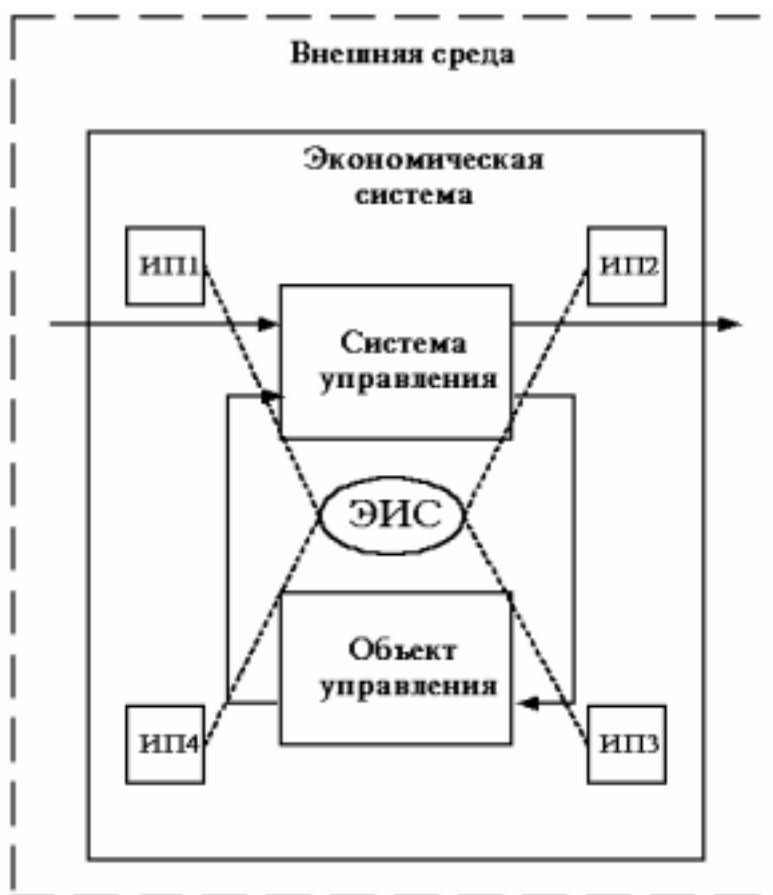 Внешняя среда
Экономическая
система
ИП1
ИП2
Система
управления
ЭИС
Объект
управления
ИП4
ИП3